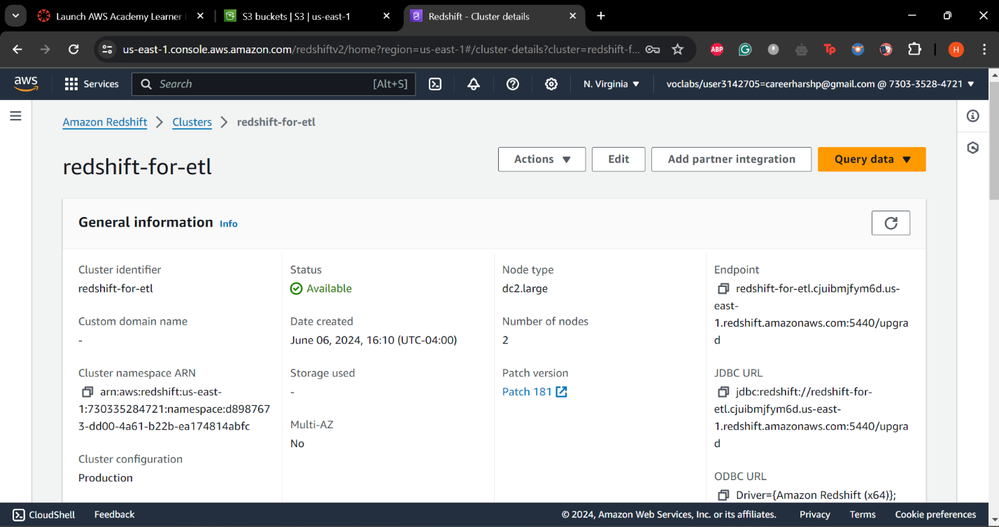 Launch AWS Academy Learner
S3 buckets | S3 | us-east-1
Redshift - Cluster details
us-east-1.console.aws.amazon.com/redshiftv2/home?region=us-east-1#/cluster-details?cluster=redshift-f...
ABP
G
Tp
H
aws
Services
Search
[Alt+S]
N. Virginia
voclabs/user3142705=careerharshp@gmail.com @ 7303-3528-4721
Amazon Redshift
Clusters
redshift-for-etl
redshift-for-etl
Actions
Edit
Add partner integration
Query data
General information Info
Cluster identifier
redshift-for-etl
Custom domain name
-
Cluster namespace ARN
arn:aws:redshift:us-east-
1:730335284721:namespace:d898767
3-dd00-4a61-b22b-ea174814abfc
Cluster configuration
Production
Status
Available
Date created
June 06, 2024, 16:10 (UTC-04:00)
Storage used
-
Multi-AZ
No
Node type
dc2.large
Number of nodes
2
Patch version
Patch 181
Endpoint
redshift-for-etl.cjuibmjfym6d.us-
east-
1.redshift.amazonaws.com:5440/upgra
d
JDBC URL
jdbc:redshift://redshift-for-
etl.cjuibmjfym6d.us-east-
1.redshift.amazonaws.com:5440/upgra
d
ODBC URL
Driver={Amazon Redshift (x64)};
CloudShell
Feedback
© 2024, Amazon Web Services, Inc. or its affiliates.
Privacy
Terms
Cookie preferences